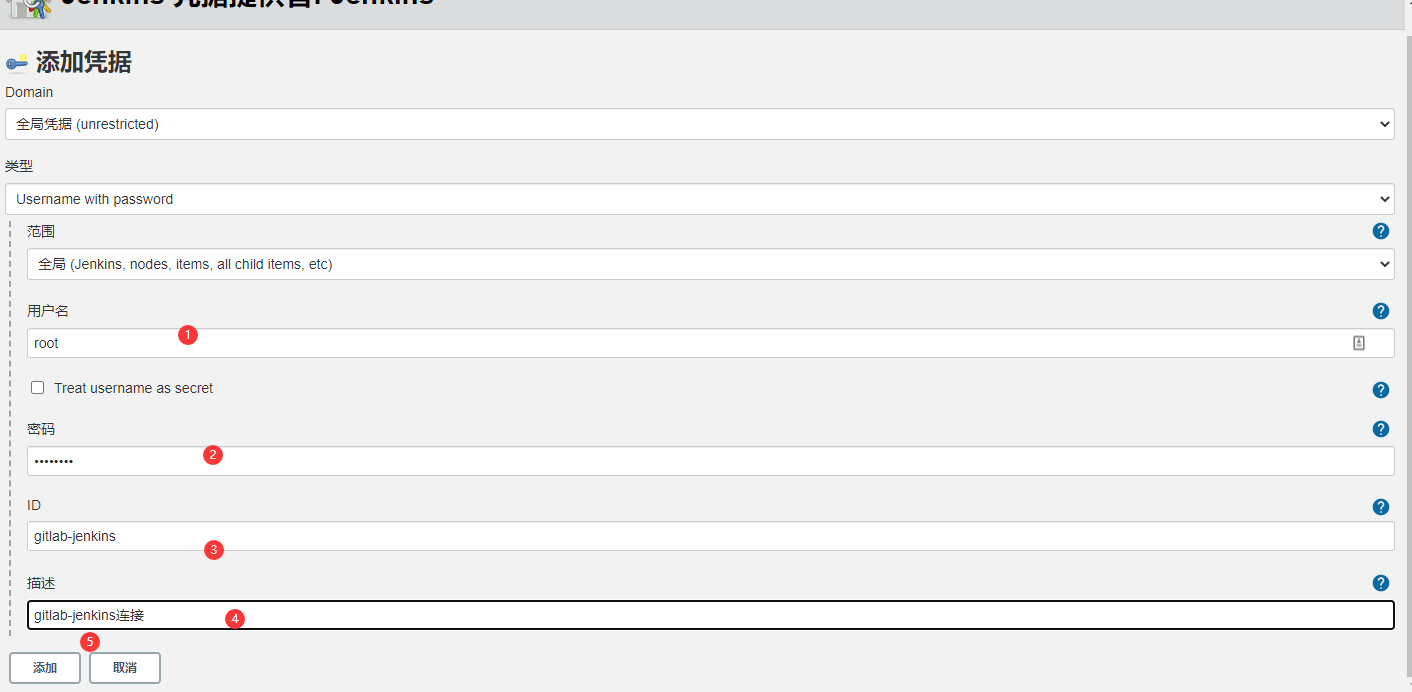 添加凭据
Domain
全局凭据 (unrestricted)
类型
Username with password
范围
全局 (Jenkins, nodes, items, all child items, etc)
用户名
1
root
Treat username as secret
密码
2
••••••••
ID
gitlab-jenkins
3
描述
gitlab-jenkins连接
4
5
添加 取消